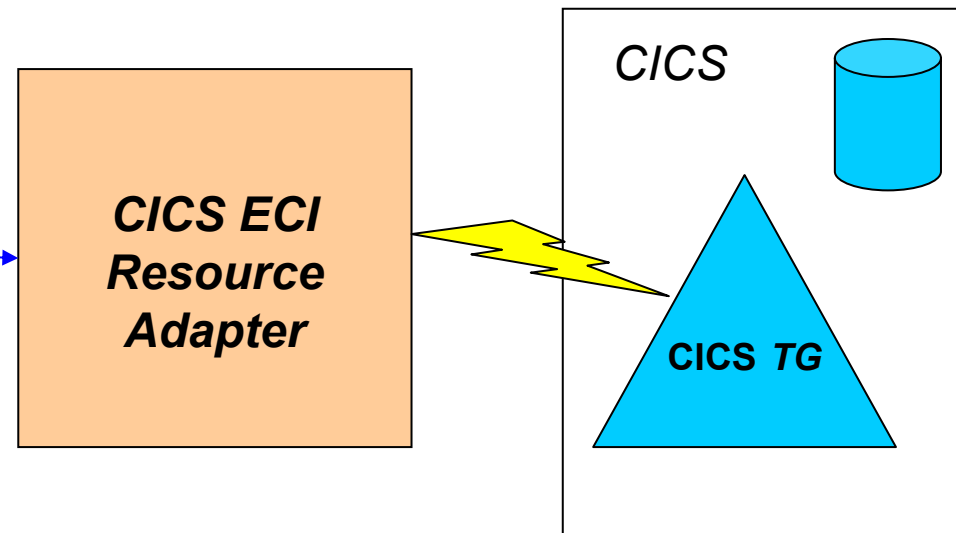 CICS
CICS ECI
Resource
Adapter
CICS TG